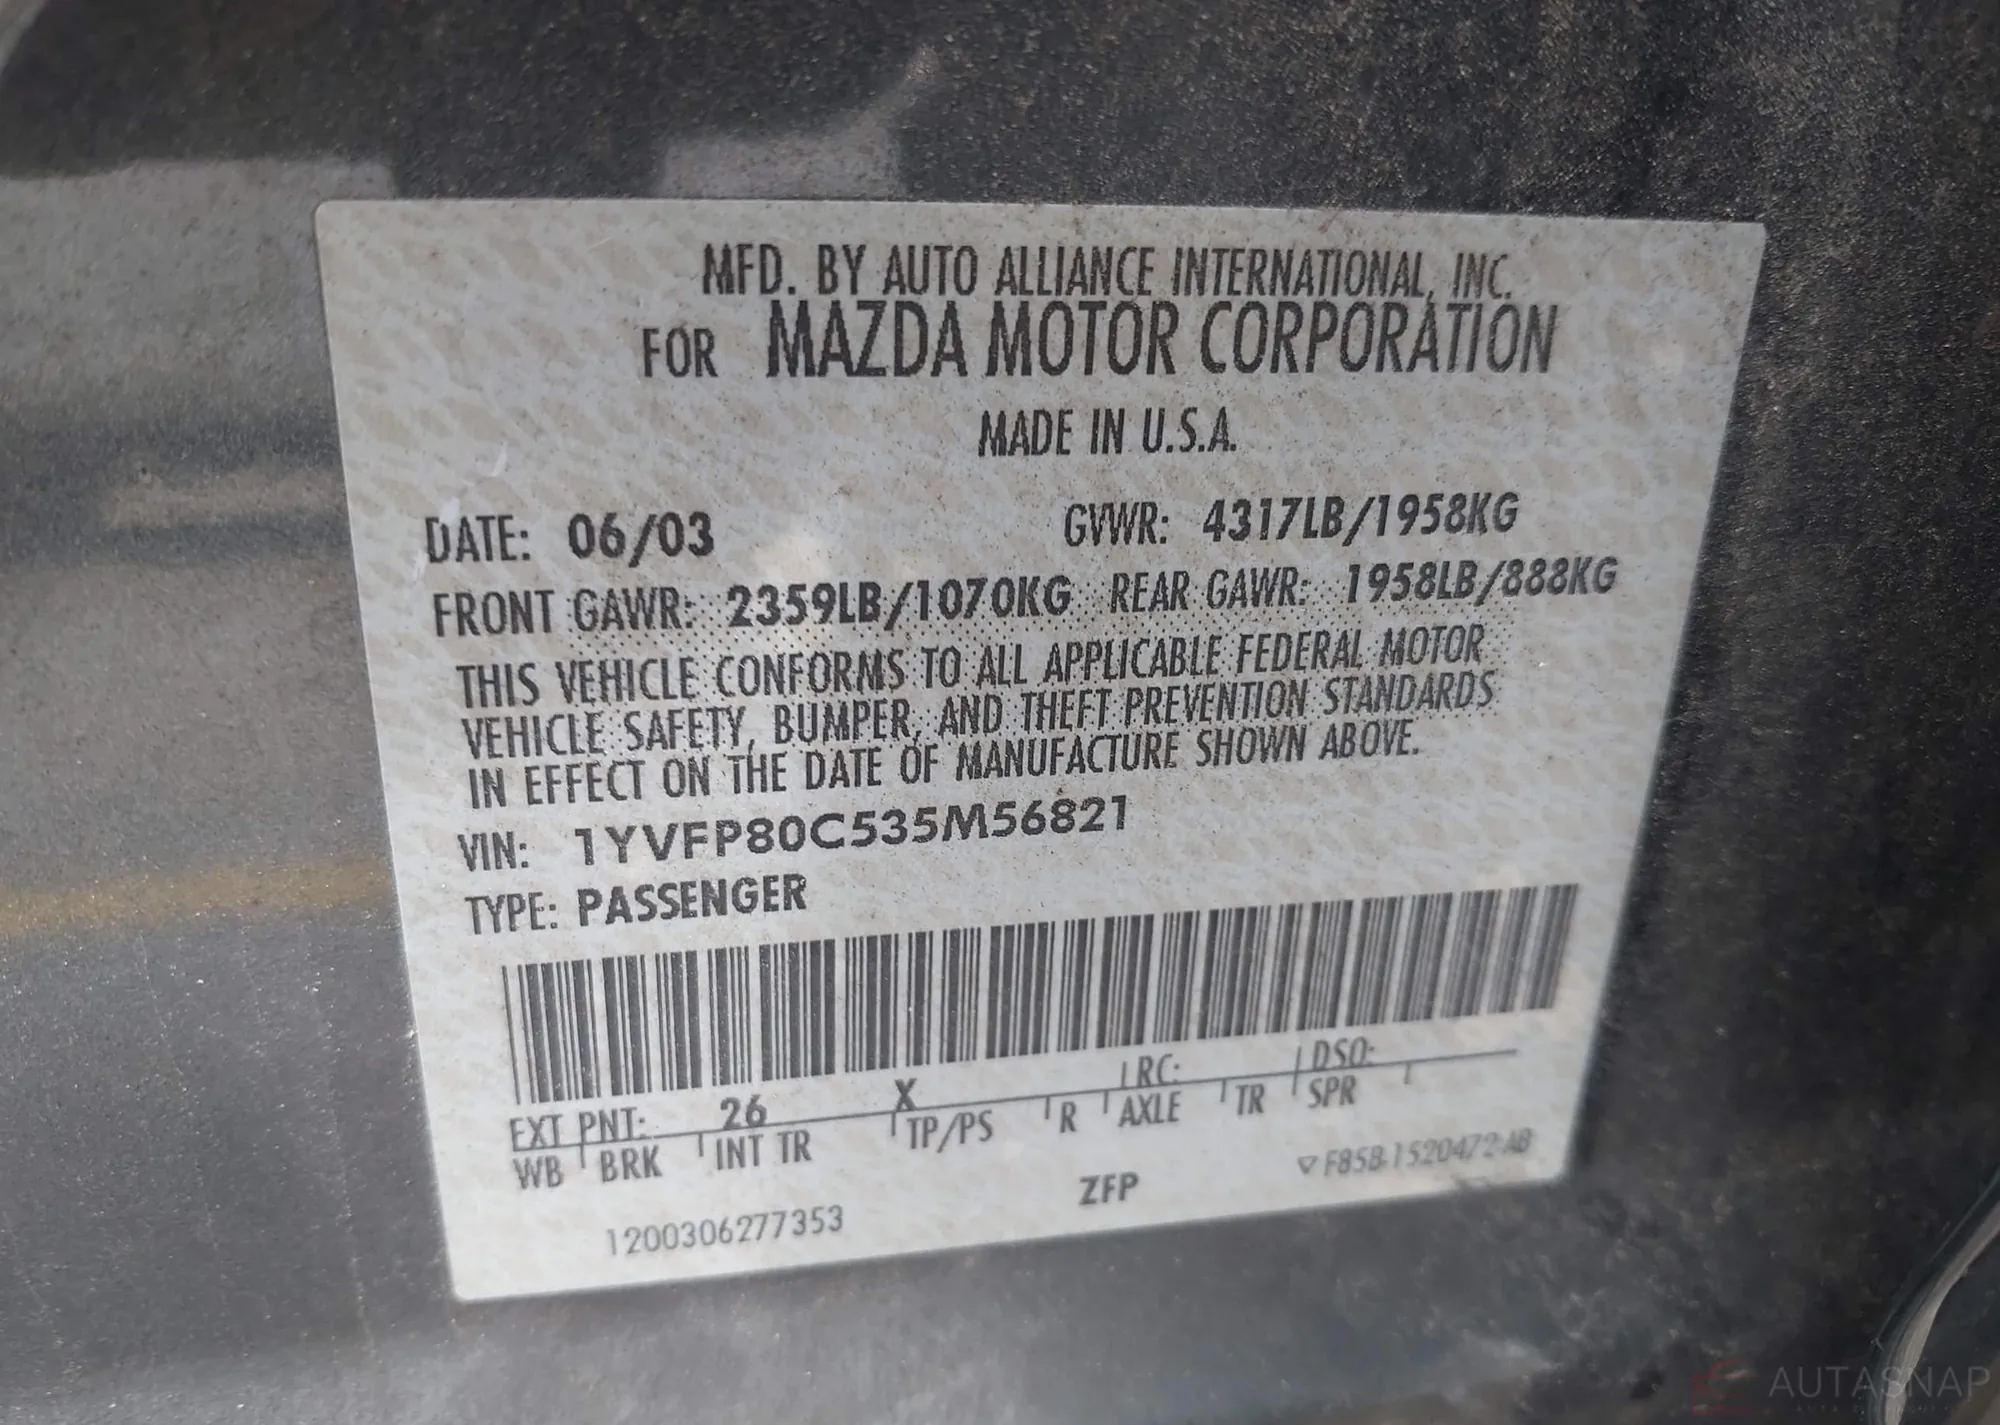 MFD. BY AUTO ALLIANCE INTERNATIONAL, INC.
FOR MAZDA MOTOR CORPORATION
MADE IN U.S.A.
DATE: 06/03 GVWR: 4317LB/1958KG
FRONT GAWR: 2359LB/1070KG REAR GAWR: 1958LB/888KG
THIS VEHICLE CONFORMS TO ALL APPLICABLE FEDERAL MOTOR
VEHICLE SAFETY, BUMPER, AND THEFT PREVENTION STANDARDS
IN EFFECT ON THE DATE OF MANUFACTURE SHOWN ABOVE.
VIN: 1YVFP80C535M56821
TYPE: PASSENGER
EXT PNT: 26 X RC: DSO:
WB BRK INT TR TP/PS R AXLE TR SPR
F85B-1520472-AB
1200306277353 ZFP
AUTASNAP